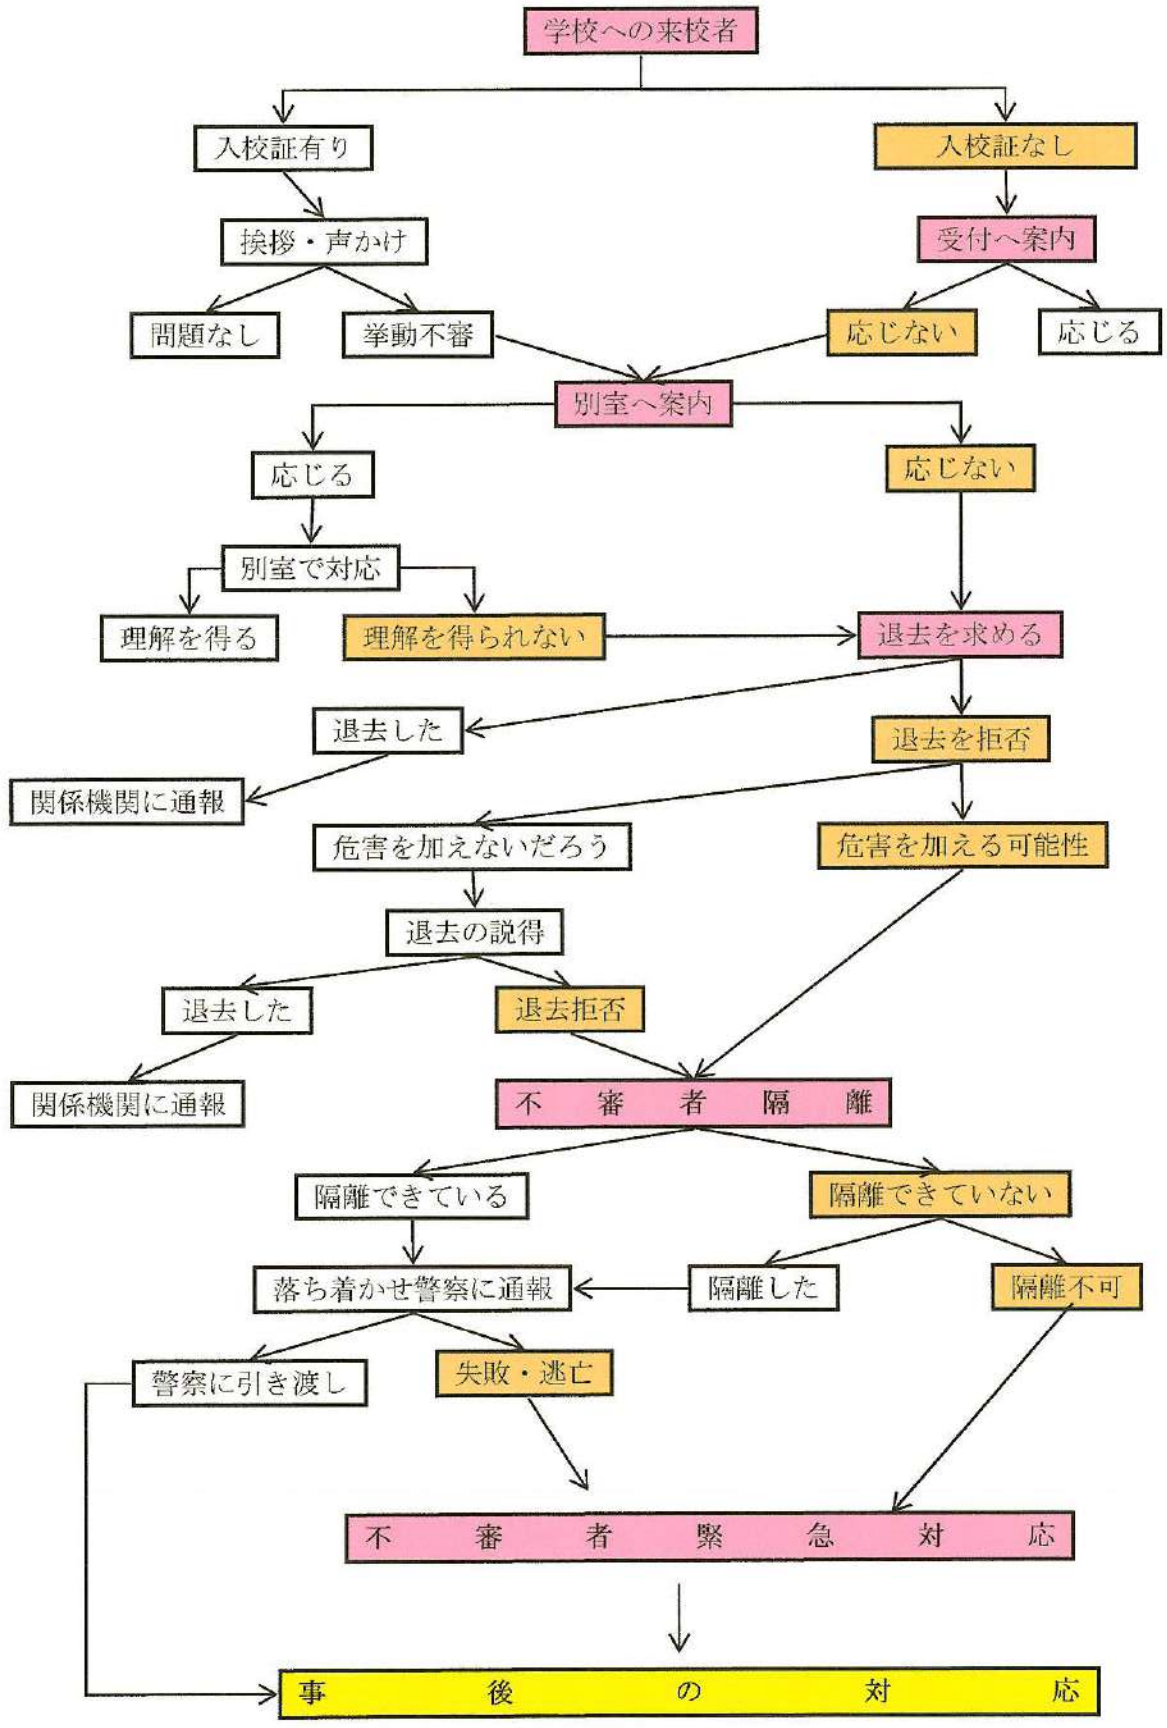 学校への来校者
入校証有り
入校証なし
挨拶・声かけ
受付へ案内
問題なし
挙動不審
応じない
応じる
別室へ案内
応じる
応じない
別室で対応
理解を得る
理解を得られない
退去を求める
退去した
退去を拒否
関係機関に通報
危害を加えないだろう
危害を加える可能性
退去の説得
退去した
退去拒否
関係機関に通報
不審者隔離
隔離できている
隔離できていない
落ち着かせ警察に通報
隔離した
隔離不可
警察に引き渡し
失敗・逃亡
不審者緊急対応
事後の対応